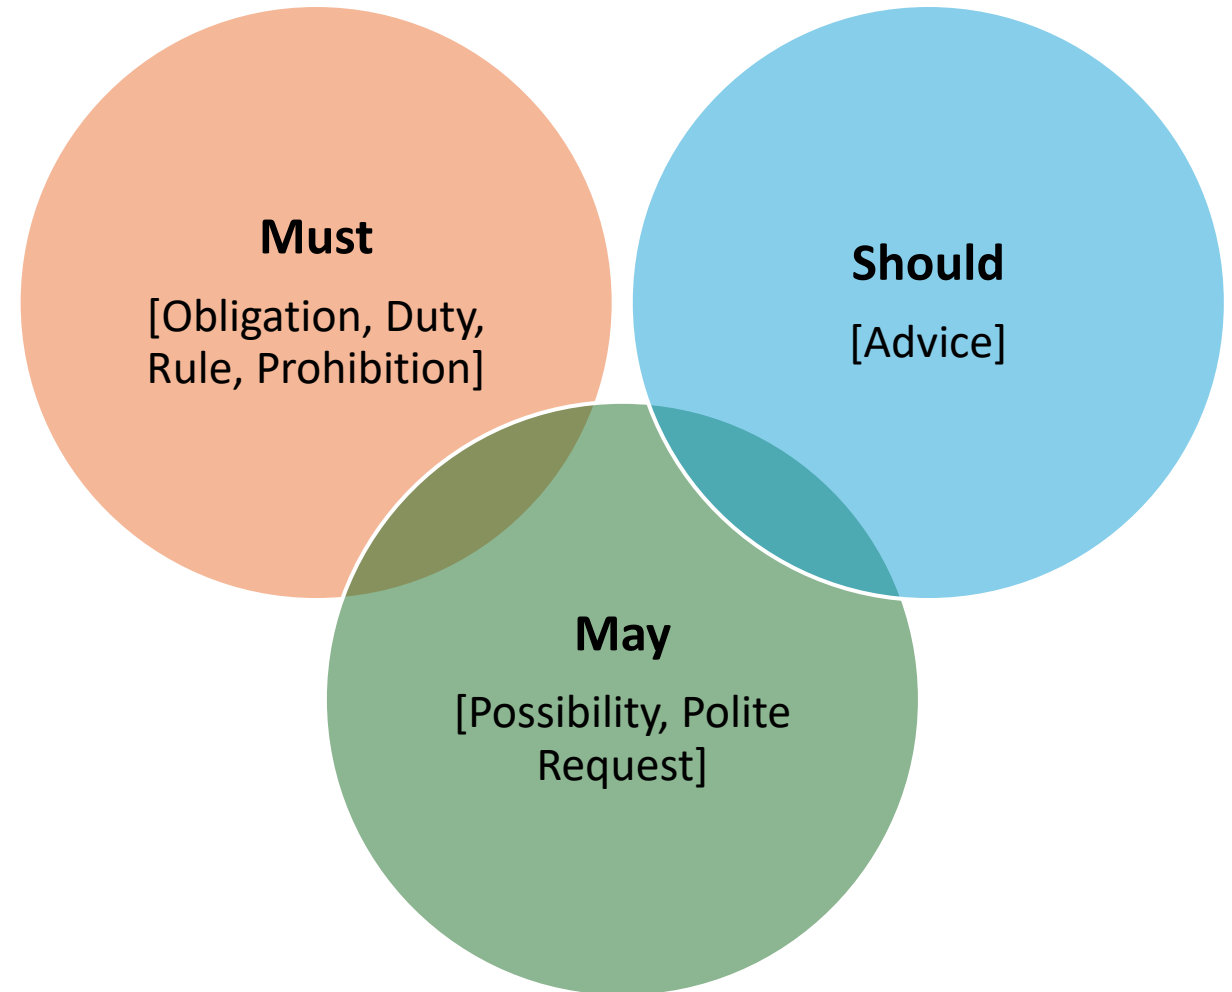 Must
[Obligation, Duty,
Rule, Prohibition]
Should
[Advice]
May
[Possibility, Polite
Request]